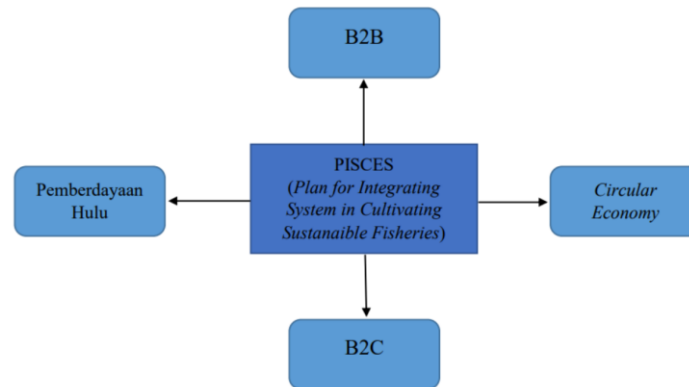 B2B
PISCES
(Plan for Integrating
System in Cultivating
Sustanaible Fisheries)
Pemberdayaan
Hulu
Circular
Economy
B2C